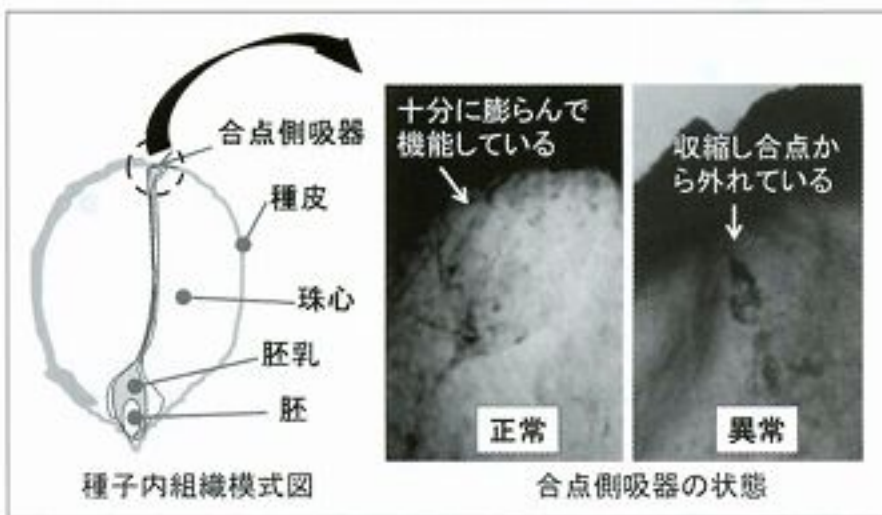 合点側吸器
種皮
珠心
胚乳
胚
種子内組織模式図
十分に膨らんで
機能している
正常
収縮し合点か
ら外れている
異常
合点側吸器の状態